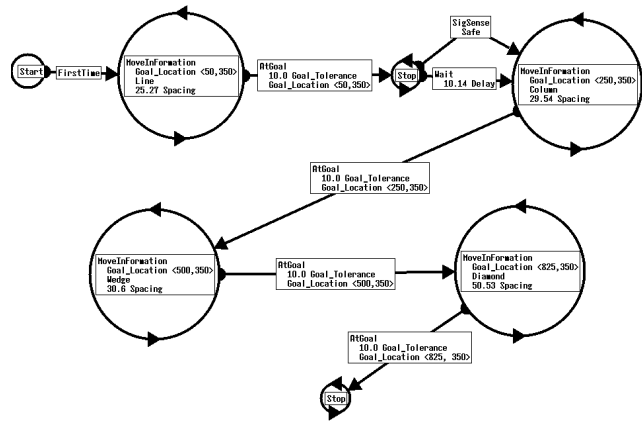 Start
FirstTime
MoveInformation
Goal_Location <50,350>
Line
25.27 Spacing
AtGoal
10.0 Goal_Tolerance
Goal_Location <50,350>
Stop
SigSense
Safe
Wait
10.14 Delay
MoveInformation
Goal_Location <250,350>
Column
29.54 Spacing
AtGoal
10.0 Goal_Tolerance
Goal_Location <250,350>
MoveInformation
Goal_Location <500,350>
Wedge
30.6 Spacing
AtGoal
10.0 Goal_Tolerance
Goal_Location <500,350>
MoveInformation
Goal_Location <825,350>
Diamond
50.53 Spacing
AtGoal
10.0 Goal_Tolerance
Goal_Location <825, 350>
Stop